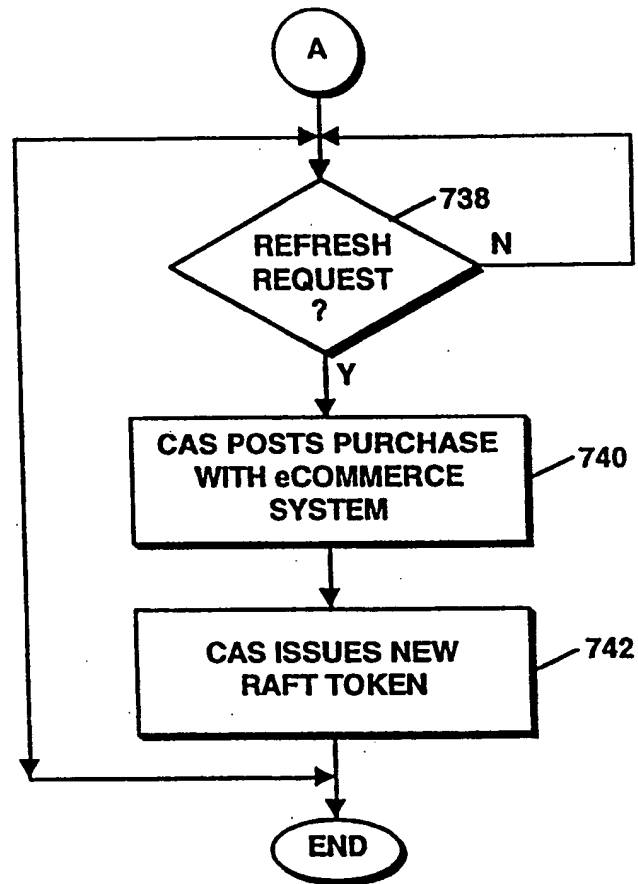 A
738
REFRESH
REQUEST
?
N
Y
CAS POSTS PURCHASE
WITH eCOMMERCE
SYSTEM
740
CAS ISSUES NEW
RAFT TOKEN
742
END